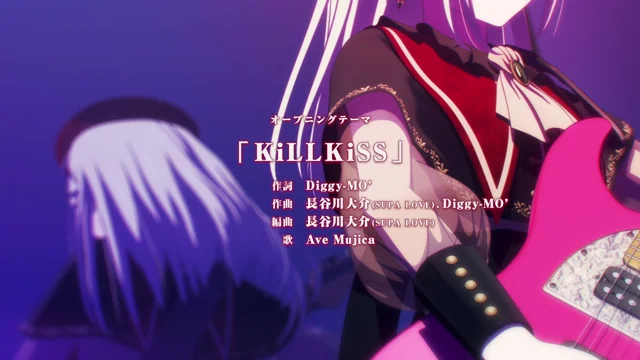 オープニングテーマ
「KiLLKiSS」
作詞 Diggy-MO'
作曲 長谷川大介(SUPA LOVE)、Diggy-MO'
編曲 長谷川大介(SUPA LOVE)
歌 Ave Mujica